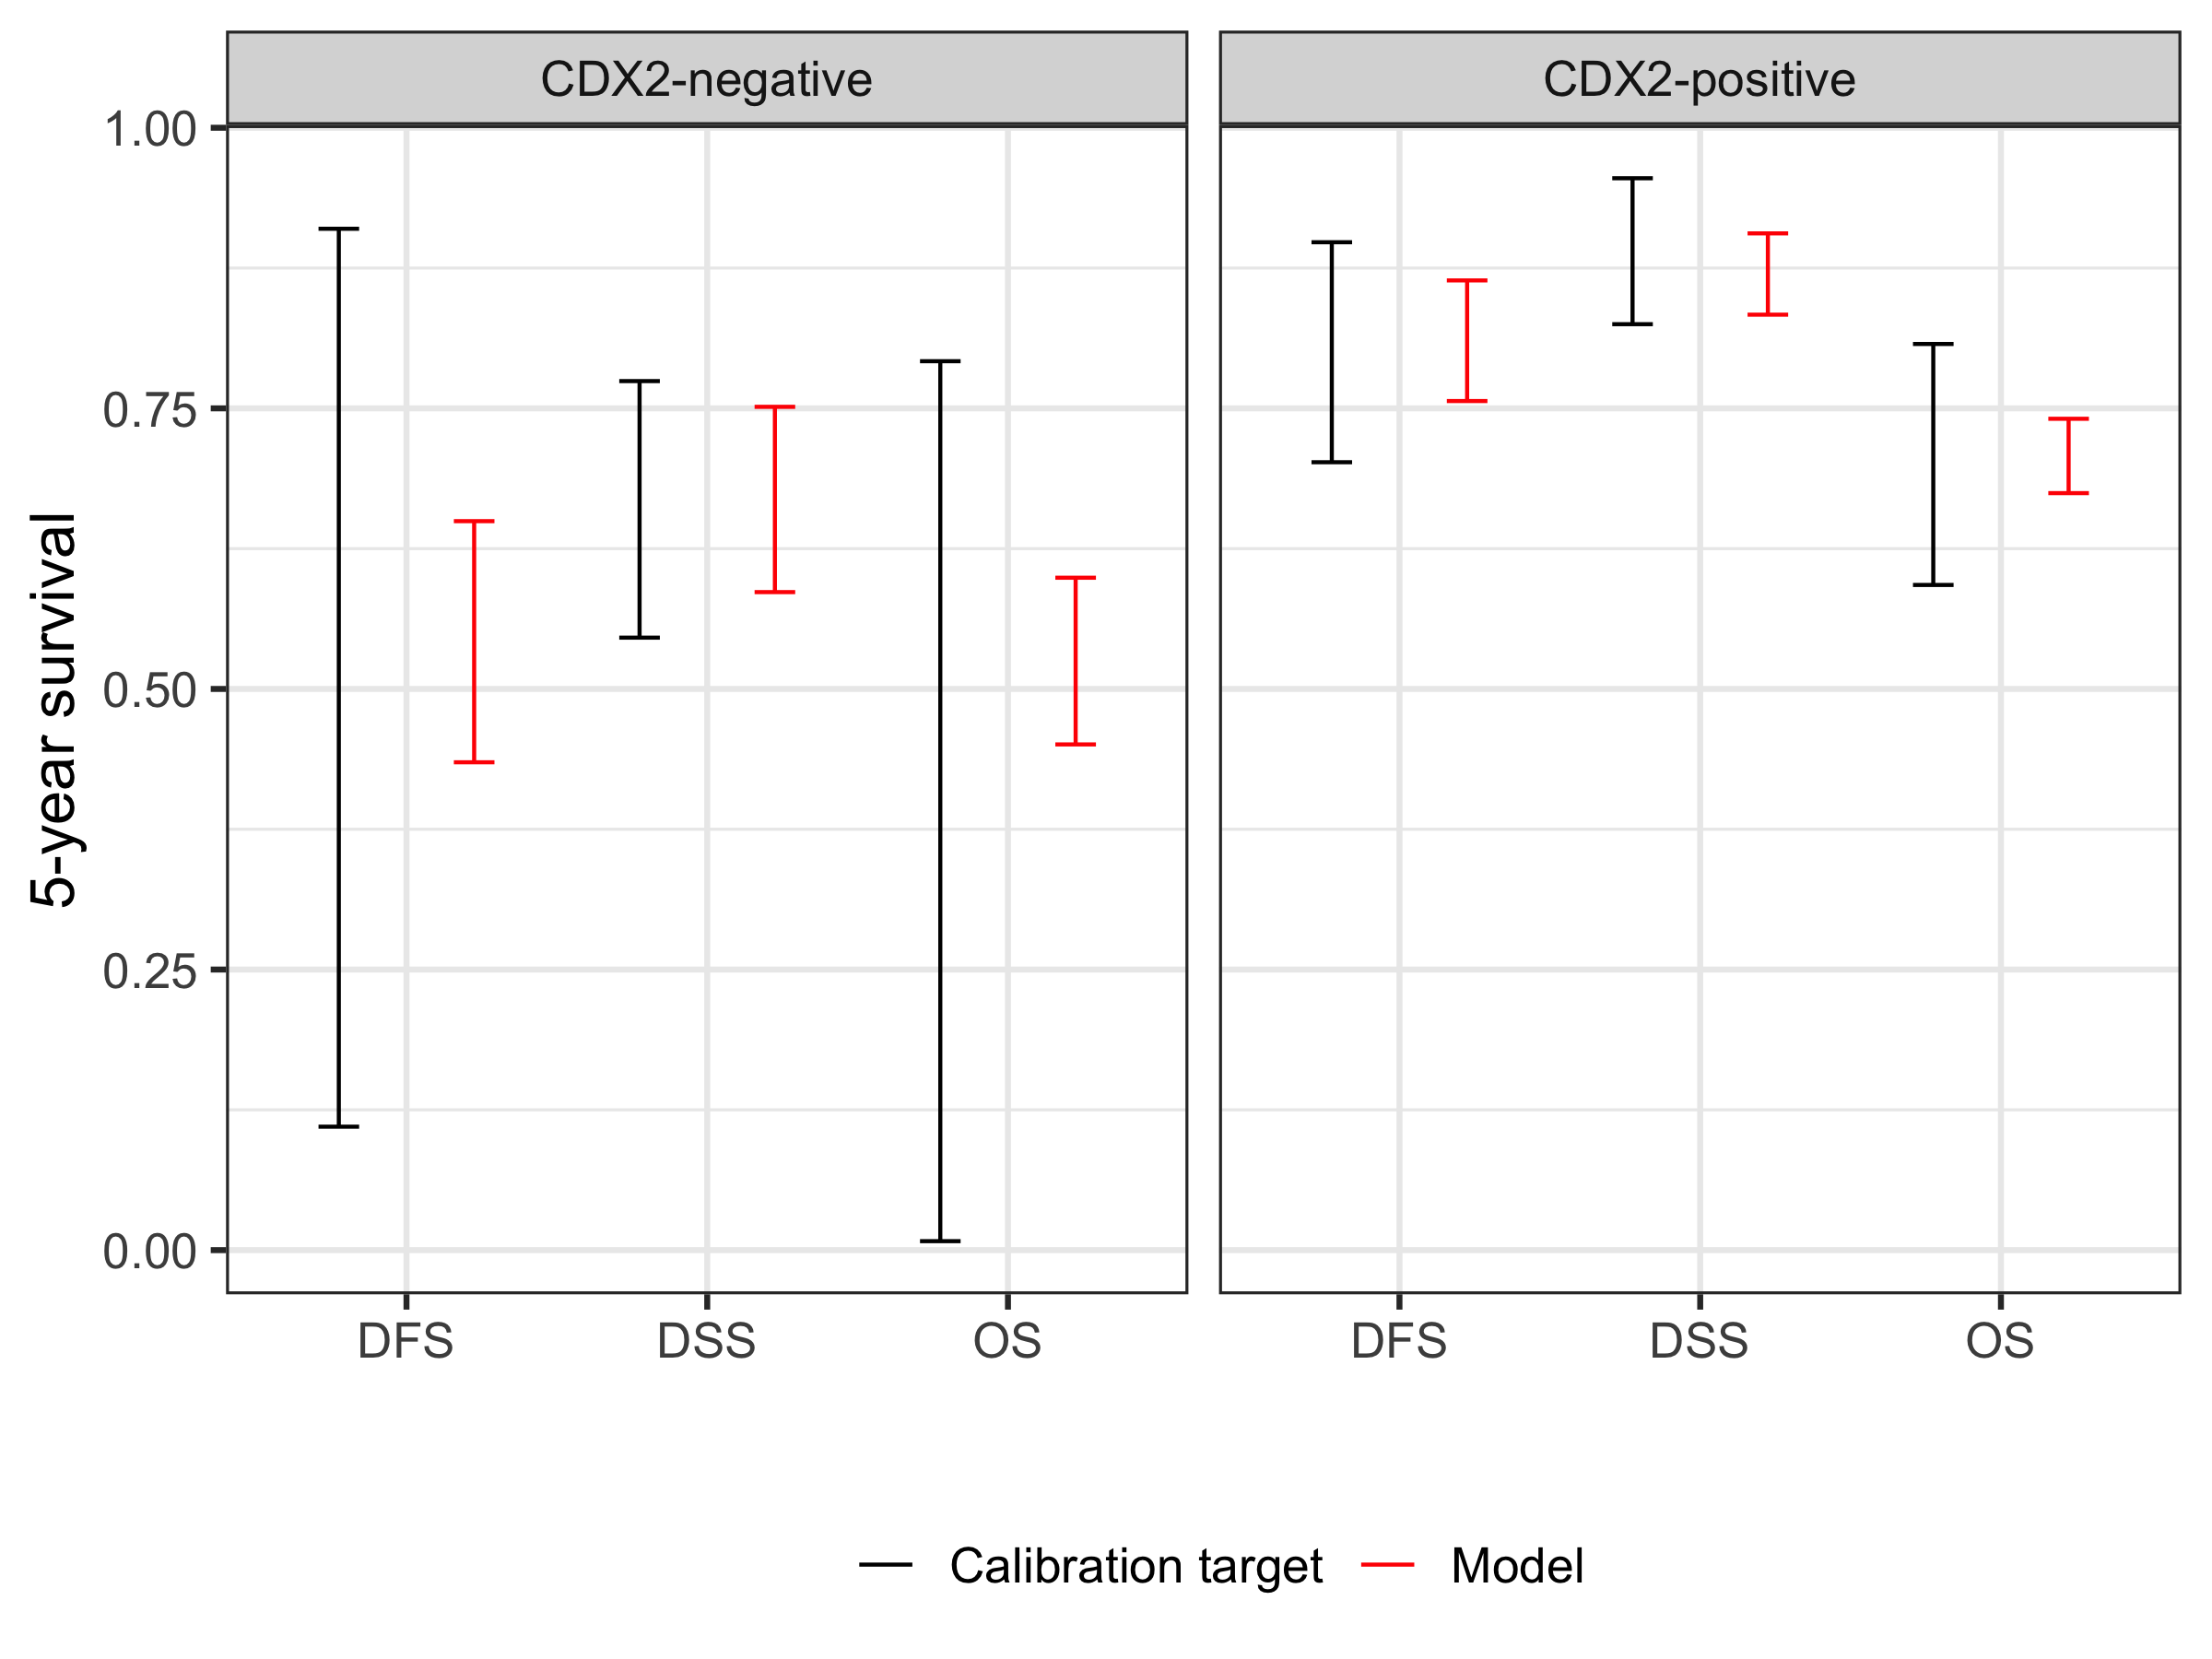 CDX2-negative
CDX2-positive
5-year survival
1.00
0.75
0.50
0.25
0.00
DFS
DSS
OS
DFS
DSS
OS
Calibration target
Model